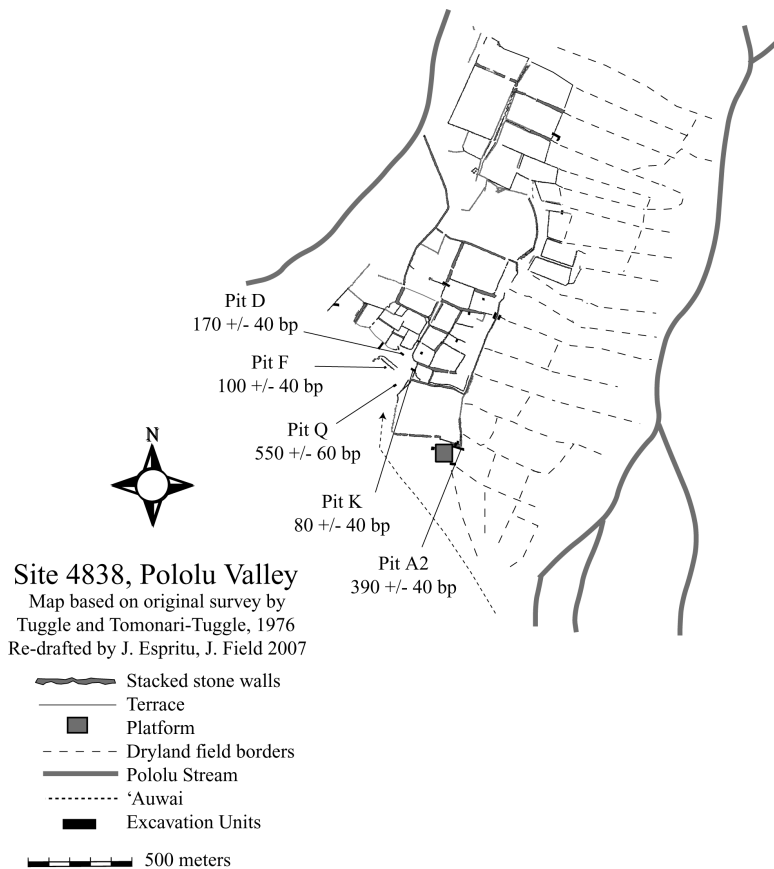 Pit D
170 +/- 40 bp
Pit F
100 +/- 40 bp
Pit Q
550 +/- 60 bp
N
Pit K
80 +/- 40 bp
Pit A2
390 +/- 40 bp
Site 4838, Pololu Valley
Map based on original survey by
Tuggle and Tomonari-Tuggle, 1976
Re-drafted by J. Espritu, J. Field 2007
Stacked stone walls
Terrace
Platform
Dryland field borders
Pololu Stream
‘Auwai
Excavation Units
500 meters